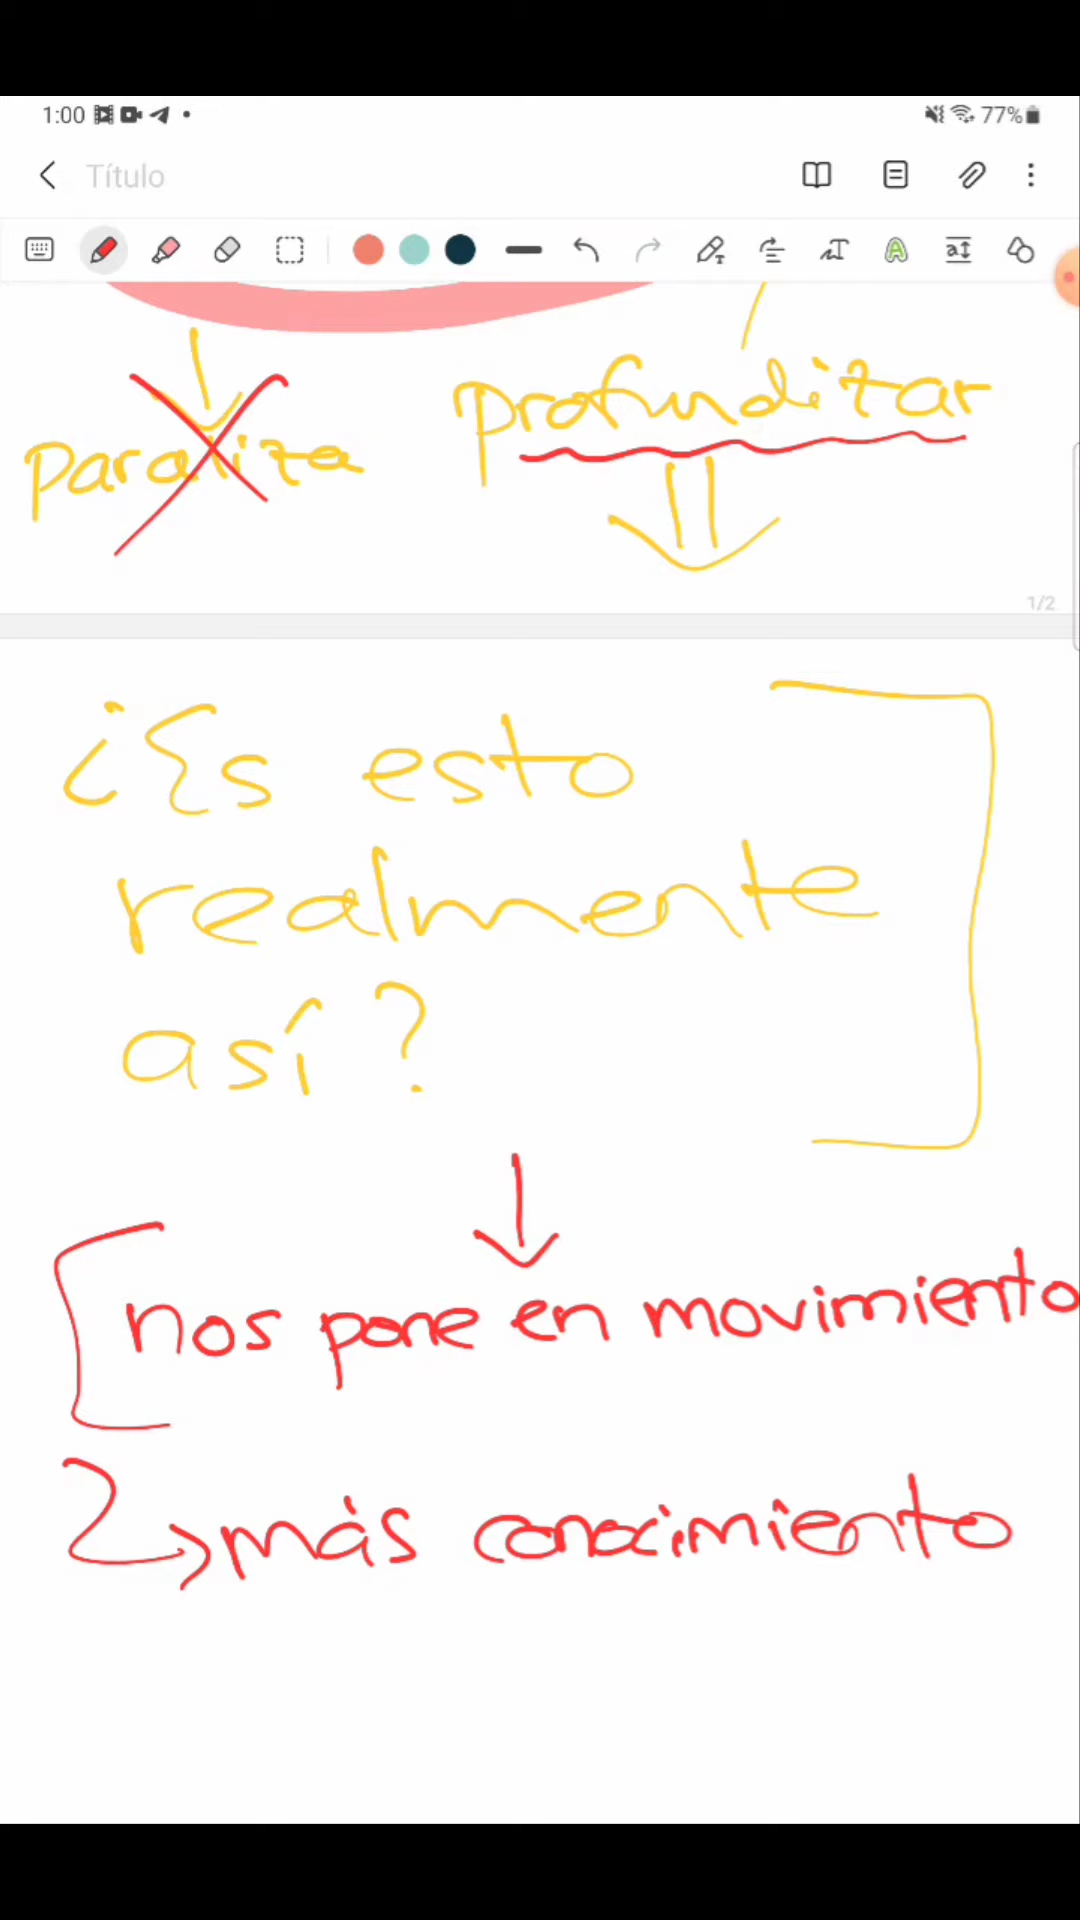 1:00 77%
Título
paraliza profundizar
1/2
¿Es esto
realmente
así?
nos pone en movimiento
más conocimiento